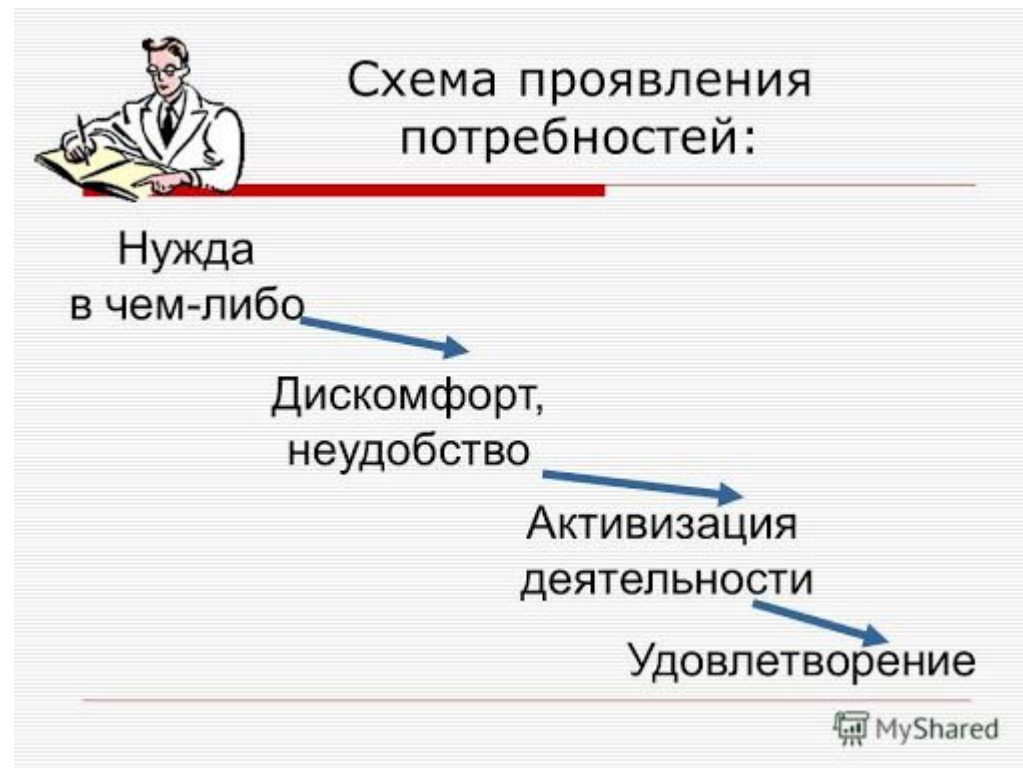 Схема проявления
потребностей:
Нужда
в чем-либо
Дискомфорт,
неудобство
Активизация
деятельности
Удовлетворение
MyShared